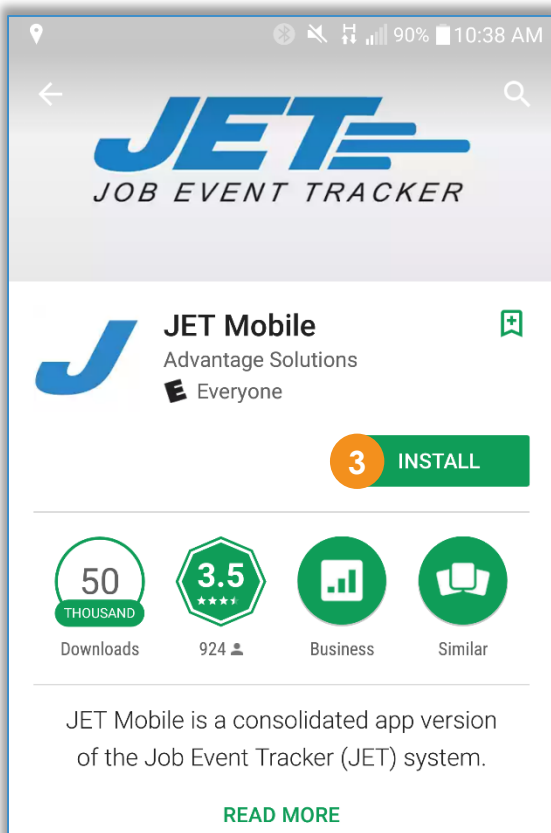 90% 10:38 AM
JET
JOB EVENT TRACKER
J
JET Mobile
Advantage Solutions
E Everyone
3 INSTALL
50
THOUSAND
Downloads
3.5
924
Business
Similar
JET Mobile is a consolidated app version
of the Job Event Tracker (JET) system.
READ MORE